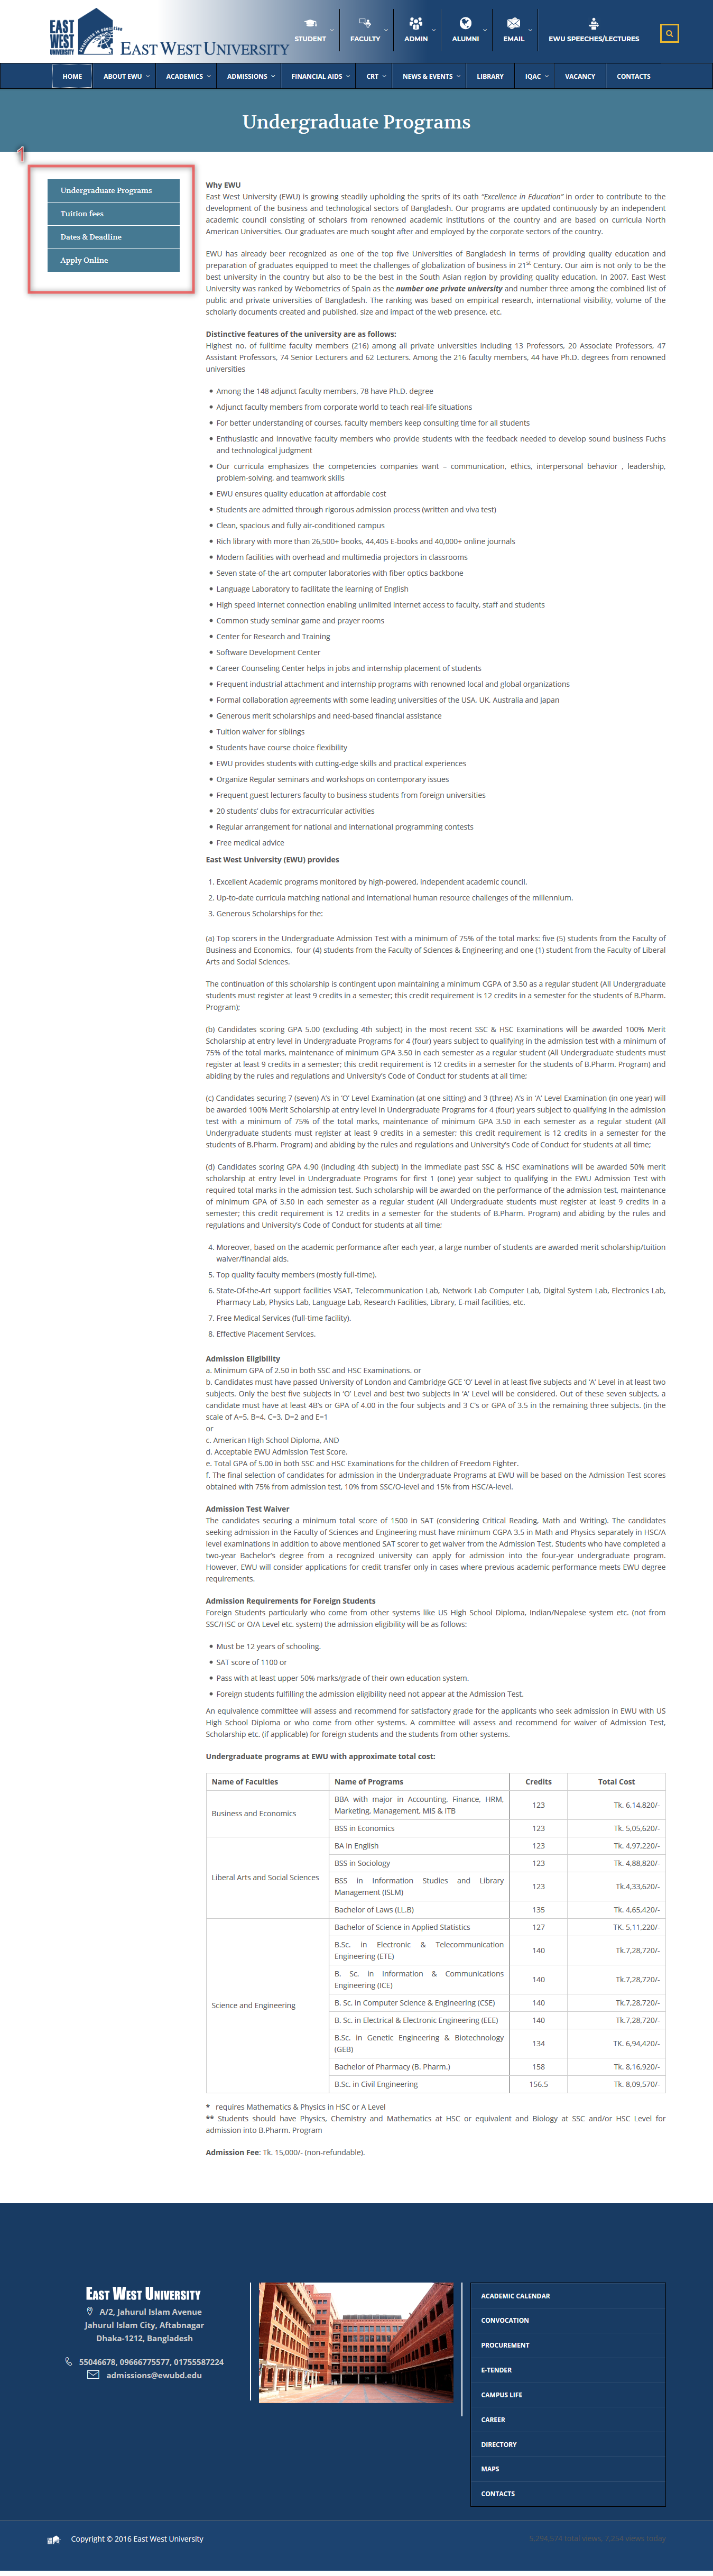 EAST WEST UNIVERSITY
EAST WEST UNIVERSITY
STUDENT FACULTY ADMIN ALUMNI EMAIL EWU SPEECHES/LECTURES
HOME ABOUT EWU ACADEMICS ADMISSIONS FINANCIAL AIDS CRT NEWS & EVENTS LIBRARY IQAC VACANCY CONTACTS
Undergraduate Programs
1
Undergraduate Programs
Tuition fees
Dates & Deadline
Apply Online
Why EWU
East West University (EWU) is growing steadily upholding the sprits of its oath "Excellence in Education" in order to contribute to the
development of the business and technological sectors of Bangladesh. Our programs are updated continuously by an independent
academic council consisting of scholars from renowned academic institutions of the country and are based on curricula North
American Universities. Our graduates are much sought after and employed by the corporate sectors of the country.
EWU has already beer recognized as one of the top five Universities of Bangladesh in terms of providing quality education and
preparation of graduates equipped to meet the challenges of globalization of business in 21st Century. Our aim is not only to be the
best university in the country but also to be the best in the South Asian region by providing quality education. In 2007, East West
University was ranked by Webometrics of Spain as the number one private university and number three among the combined list of
public and private universities of Bangladesh. The ranking was based on empirical research, international visibility, volume of the
scholarly documents created and published, size and impact of the web presence, etc.
Distinctive features of the university are as follows:
Highest no. of fulltime faculty members (216) among all private universities including 13 Professors, 20 Associate Professors, 47
Assistant Professors, 74 Senior Lecturers and 62 Lecturers. Among the 216 faculty members, 44 have Ph.D. degrees from renowned
universities
• Among the 148 adjunct faculty members, 78 have Ph.D. degree
• Adjunct faculty members from corporate world to teach real-life situations
• For better understanding of courses, faculty members keep consulting time for all students
• Enthusiastic and innovative faculty members who provide students with the feedback needed to develop sound business Fuchs
and technological judgment
• Our curricula emphasizes the competencies companies want – communication, ethics, interpersonal behavior , leadership,
problem-solving, and teamwork skills
• EWU ensures quality education at affordable cost
• Students are admitted through rigorous admission process (written and viva test)
• Clean, spacious and fully air-conditioned campus
• Rich library with more than 26,500+ books, 44,405 E-books and 40,000+ online journals
• Modern facilities with overhead and multimedia projectors in classrooms
• Seven state-of-the-art computer laboratories with fiber optics backbone
• Language Laboratory to facilitate the learning of English
• High speed internet connection enabling unlimited internet access to faculty, staff and students
• Common study seminar game and prayer rooms
• Center for Research and Training
• Software Development Center
• Career Counseling Center helps in jobs and internship placement of students
• Frequent industrial attachment and internship programs with renowned local and global organizations
• Formal collaboration agreements with some leading universities of the USA, UK, Australia and Japan
• Generous merit scholarships and need-based financial assistance
• Tuition waiver for siblings
• Students have course choice flexibility
• EWU provides students with cutting-edge skills and practical experiences
• Organize Regular seminars and workshops on contemporary issues
• Frequent guest lecturers faculty to business students from foreign universities
• 20 students' clubs for extracurricular activities
• Regular arrangement for national and international programming contests
• Free medical advice
East West University (EWU) provides
1. Excellent Academic programs monitored by high-powered, independent academic council.
2. Up-to-date curricula matching national and international human resource challenges of the millennium.
3. Generous Scholarships for the:
(a) Top scorers in the Undergraduate Admission Test with a minimum of 75% of the total marks: five (5) students from the Faculty of
Business and Economics, four (4) students from the Faculty of Sciences & Engineering and one (1) student from the Faculty of Liberal
Arts and Social Sciences.
The continuation of this scholarship is contingent upon maintaining a minimum CGPA of 3.50 as a regular student (All Undergraduate
students must register at least 9 credits in a semester; this credit requirement is 12 credits in a semester for the students of B.Pharm.
Program);
(b) Candidates scoring GPA 5.00 (excluding 4th subject) in the most recent SSC & HSC Examinations will be awarded 100% Merit
Scholarship at entry level in Undergraduate Programs for 4 (four) years subject to qualifying in the admission test with a minimum of
75% of the total marks, maintenance of minimum GPA 3.50 in each semester as a regular student (All Undergraduate students must
register at least 9 credits in a semester; this credit requirement is 12 credits in a semester for the students of B.Pharm. Program) and
abiding by the rules and regulations and University's Code of Conduct for students at all time;
(c) Candidates securing 7 (seven) A's in 'O' Level Examination (at one sitting) and 3 (three) A's in 'A' Level Examination (in one year) will
be awarded 100% Merit Scholarship at entry level in Undergraduate Programs for 4 (four) years subject to qualifying in the admission
test with a minimum of 75% of the total marks, maintenance of minimum GPA 3.50 in each semester as a regular student (All
Undergraduate students must register at least 9 credits in a semester; this credit requirement is 12 credits in a semester for the
students of B.Pharm. Program) and abiding by the rules and regulations and University's Code of Conduct for students at all time;
(d) Candidates scoring GPA 4.90 (including 4th subject) in the immediate past SSC & HSC examinations will be awarded 50% merit
scholarship at entry level in Undergraduate Programs for first 1 (one) year subject to qualifying in the EWU Admission Test with
required total marks in the admission test. Such scholarship will be awarded on the performance of the admission test, maintenance
of minimum GPA of 3.50 in each semester as a regular student (All Undergraduate students must register at least 9 credits in a
semester; this credit requirement is 12 credits in a semester for the students of B.Pharm. Program) and abiding by the rules and
regulations and University's Code of Conduct for students at all time;
4. Moreover, based on the academic performance after each year, a large number of students are awarded merit scholarship/tuition
waiver/financial aids.
5. Top quality faculty members (mostly full-time).
6. State-Of-the-Art support facilities VSAT, Telecommunication Lab, Network Lab Computer Lab, Digital System Lab, Electronics Lab,
Pharmacy Lab, Physics Lab, Language Lab, Research Facilities, Library, E-mail facilities, etc.
7. Free Medical Services (full-time facility).
8. Effective Placement Services.
Admission Eligibility
a. Minimum GPA of 2.50 in both SSC and HSC Examinations. or
b. Candidates must have passed University of London and Cambridge GCE 'O' Level in at least five subjects and 'A' Level in at least two
subjects. Only the best five subjects in 'O' Level and best two subjects in 'A' Level will be considered. Out of these seven subjects, a
candidate must have at least 4B's or GPA of 4.00 in the four subjects and 3 C's or GPA of 3.5 in the remaining three subjects. (in the
scale of A=5, B=4, C=3, D=2 and E=1
or
c. American High School Diploma, AND
d. Acceptable EWU Admission Test Score.
e. Total GPA of 5.00 in both SSC and HSC Examinations for the children of Freedom Fighter.
f. The final selection of candidates for admission in the Undergraduate Programs at EWU will be based on the Admission Test scores
obtained with 75% from admission test, 10% from SSC/O-level and 15% from HSC/A-level.
Admission Test Waiver
The candidates securing a minimum total score of 1500 in SAT (considering Critical Reading, Math and Writing). The candidates
seeking admission in the Faculty of Sciences and Engineering must have minimum CGPA 3.5 in Math and Physics separately in HSC/A
level examinations in addition to above mentioned SAT scorer to get waiver from the Admission Test. Students who have completed a
two-year Bachelor's degree from a recognized university can apply for admission into the four-year undergraduate program.
However, EWU will consider applications for credit transfer only in cases where previous academic performance meets EWU degree
requirements.
Admission Requirements for Foreign Students
Foreign Students particularly who come from other systems like US High School Diploma, Indian/Nepalese system etc. (not from
SSC/HSC or O/A Level etc. system) the admission eligibility will be as follows:
• Must be 12 years of schooling.
• SAT score of 1100 or
• Pass with at least upper 50% marks/grade of their own education system.
• Foreign students fulfilling the admission eligibility need not appear at the Admission Test.
An equivalence committee will assess and recommend for satisfactory grade for the applicants who seek admission in EWU with US
High School Diploma or who come from other systems. A committee will assess and recommend for waiver of Admission Test,
Scholarship etc. (if applicable) for foreign students and the students from other systems.
Undergraduate programs at EWU with approximate total cost:
Name of Faculties Name of Programs Credits Total Cost
Business and Economics
BBA with major in Accounting, Finance, HRM,
Marketing, Management, MIS & ITB 123 Tk. 6,14,820/-
BSS in Economics 123 Tk. 5,05,620/-
Liberal Arts and Social Sciences
BA in English 123 Tk. 4,97,220/-
BSS in Sociology 123 Tk. 4,88,820/-
BSS in Information Studies and Library
Management (ISLM) 123 Tk.4,33,620/-
Bachelor of Laws (LL.B) 135 Tk. 4,65,420/-
Science and Engineering
Bachelor of Science in Applied Statistics 127 TK. 5,11,220/-
B.Sc. in Electronic & Telecommunication
Engineering (ETE) 140 Tk.7,28,720/-
B. Sc. in Information & Communications
Engineering (ICE) 140 Tk.7,28,720/-
B. Sc. in Computer Science & Engineering (CSE) 140 Tk.7,28,720/-
B. Sc. in Electrical & Electronic Engineering (EEE) 140 Tk.7,28,720/-
B.Sc. in Genetic Engineering & Biotechnology
(GEB) 134 TK. 6,94,420/-
Bachelor of Pharmacy (B. Pharm.) 158 Tk. 8,16,920/-
B.Sc. in Civil Engineering 156.5 Tk. 8,09,570/-
* requires Mathematics & Physics in HSC or A Level
** Students should have Physics, Chemistry and Mathematics at HSC or equivalent and Biology at SSC and/or HSC Level for
admission into B.Pharm. Program
Admission Fee: Tk. 15,000/- (non-refundable).
EAST WEST UNIVERSITY
A/2, Jahurul Islam Avenue
Jahurul Islam City, Aftabnagar
Dhaka-1212, Bangladesh
55046678, 09666775577, 01755587224
admissions@ewubd.edu
ACADEMIC CALENDAR
CONVOCATION
PROCUREMENT
E-TENDER
CAMPUS LIFE
CAREER
DIRECTORY
MAPS
CONTACTS
Copyright © 2016 East West University
total views, 7,254 views today